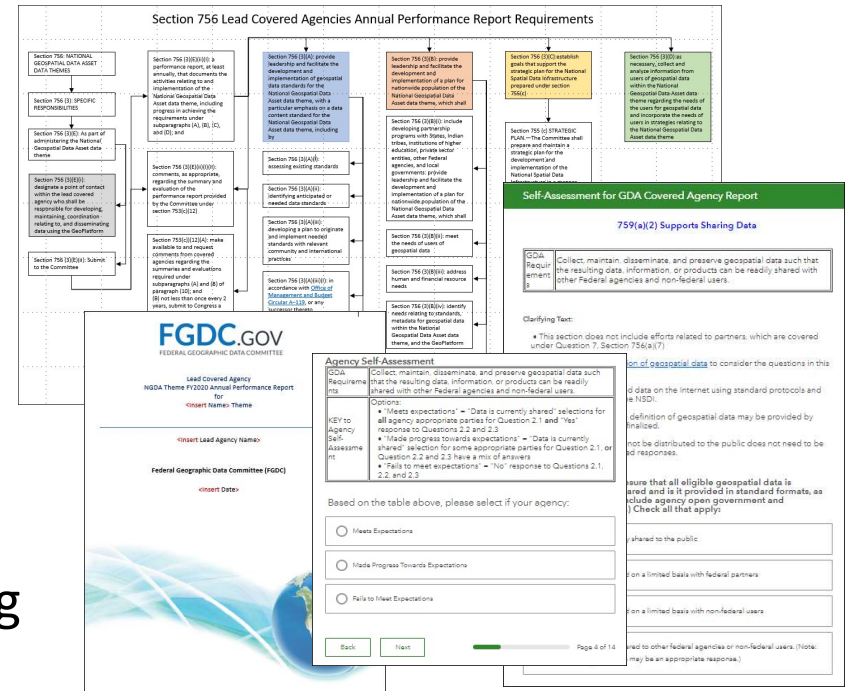 Section 756 Lead Covered Agencies Annual Performance Report Requirements
Section 756: NATIONAL
GEOSPATIAL DATA ASSET
DATA THEMES
Section 756 (3): SPECIFIC
RESPONSIBILITIES
Section 756 (3)(E): As part of
administering the National
Geospatial Data Asset data
theme
Section 756 (3)(E)(i):
designate a point of contact
within the lead covered
agency who shall be
responsible for developing,
maintaining, coordination
relating to, and disseminating
data using the GeoPlatform
Section 756 (3)(E)(ii): Submit
to the Committee
performance report, at least
annually, that documents the
activities relating to and
implementation of the
National Geospatial Data
Asset data theme, including
progress in achieving the
requirements under
subparagraphs (A), (B), (C),
and (D); and
comments, as appropriate,
regarding the summary and
evaluation of the
performance report provided
by the Committee under
section 753(c)(12)
Section 753(c)(12)(A): make
available to and request
comments from covered
agencies regarding the
summaries and evaluations
required under
subparagraphs (A) and (B) of
paragraph (10); and
(B) not less than once every 2
years, submit to Congress a
Section 756 (3)(A): provide
leadership and facilitate the
development and
implementation of geospatial
data standards for the
National Geospatial Data
Asset data theme, with a
particular emphasis on a data
content standard for the
National Geospatial Data
Asset data theme, including
by
Section 756 (3)(A)(i):
assessing existing standards
Section 756 (3)(A)(ii):
identifying anticipated or
needed data standards
Section 756 (3)(A)(iii):
developing a plan to originate
and implement needed
standards with relevant
community and international
practices
Section 756 (3)(A)(iii)(I): in
accordance with Office of
Management and Budget
Circular A–119, or any
successor thereto
Section 756 (3)(B): provide
leadership and facilitate the
development and
implementation of a plan for
nationwide population of the
National Geospatial Data
Asset data theme, which shall
Section 756 (3)(B)(i): include
developing partnership
programs with States, Indian
tribes, institutions of higher
education, private sector
entities, other Federal
agencies, and local
governments: provide
leadership and facilitate the
development and
implementation of a plan for
nationwide population of the
National Geospatial Data
Asset data theme, which shall
Section 756 (3)(B)(ii): meet
the needs of users of
geospatial data
Section 756 (3)(B)(iii): address
human and financial resource
needs
Section 756 (3)(B)(iv): identify
needs relating to standards,
metadata for geospatial data
within the National
Geospatial Data Asset data
theme, and the GeoPlatform
Section 756 (3)(C): establish
goals that support the
strategic plan for the National
Spatial Data Infrastructure
prepared under section
755(c)
Section 755 (c) STRATEGIC
PLAN.—The Committee shall
prepare and maintain a
strategic plan for the
development and
implementation of the
National Spatial Data
Section 756 (3)(D): as
necessary, collect and
analyze information from
users of geospatial data
within the National
Geospatial Data Asset data
theme regarding the needs of
the users for geospatial data
and incorporate the needs of
users in strategies relating to
the National Geospatial Data
Asset data theme
Self-Assessment for GDA Covered Agency Report
759(a)(2) Supports Sharing Data
GDA
Requir
ement
s
Collect, maintain, disseminate, and preserve geospatial data such that
the resulting data, information, or products can be readily shared with
other Federal agencies and non-federal users.
Clarifying Text:
• This section does not include efforts related to partners, which are covered
under Question 7, Section 756(a)(7)
on of geospatial data to consider the questions in this
d data on the Internet using standard protocols and
e NSDI.
definition of geospatial data may be provided by
finalized.
not be distributed to the public does not need to be
ed responses.
sure that all eligible geospatial data is
ared and is it provided in standard formats, as
nclude agency open government and
) Check all that apply:
y shared to the public
d on a limited basis with federal partners
d on a limited basis with non-federal users
ared to other federal agencies or non-federal users. (Note:
may be an appropriate response.)
FGDC.GOV
FEDERAL GEOGRAPHIC DATA COMMITTEE
Lead Covered Agency
NGDA Theme FY2020 Annual Performance Report
for
<Insert Name> Theme
<Insert Lead Agency Name>
Federal Geographic Data Committee (FGDC)
<Insert Date>
Agency Self-Assessment
GDA
Requireme
nts
Collect, maintain, disseminate, and preserve geospatial data such
that the resulting data, information, or products can be readily
shared with other Federal agencies and non-federal users.
KEY to
Agency
Self-
Assessme
nt
Options:
• "Meets expectations" = "Data is currently shared" selections for
all agency appropriate parties for Question 2.1 and "Yes"
response to Questions 2.2 and 2.3
• "Made progress towards expectations" = "Data is currently
shared" selection for some appropriate parties for Question 2.1, or
Question 2.2 and 2.3 have a mix of answers
• "Fails to meet expectations" = "No" response to Questions 2.1,
2.2, and 2.3
Based on the table above, please select if your agency:
Meets Expectations
Made Progress Towards Expectations
Fails to Meet Expectations
Back
Next
Page 4 of 14
g